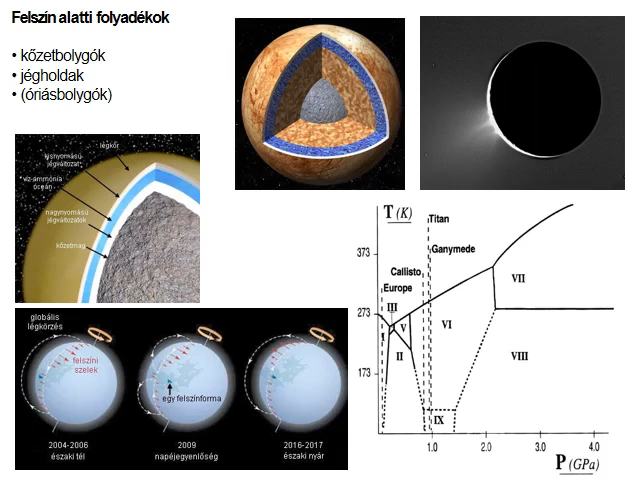 Felszín alatti folyadékok
• kőzetbolygók
• jégholdak
• (óriásbolygók)
légkör
kisnyomású
jégváltozat
víz-ammónia
óceán
nagynyomású
jégváltozatok
kőzetmag
globális
légkörzés
felszíni
szelek
egy felszínforma
2004-2006
északi tél
2009
napéjegyenlőség
2016-2017
északi nyár
T (K)
Titan
Ganymede
Callisto
Europe
373
273
173
I
III
V
II
VI
VII
VIII
IX
1.0
2.0
3.0
4.0
P (GPa)